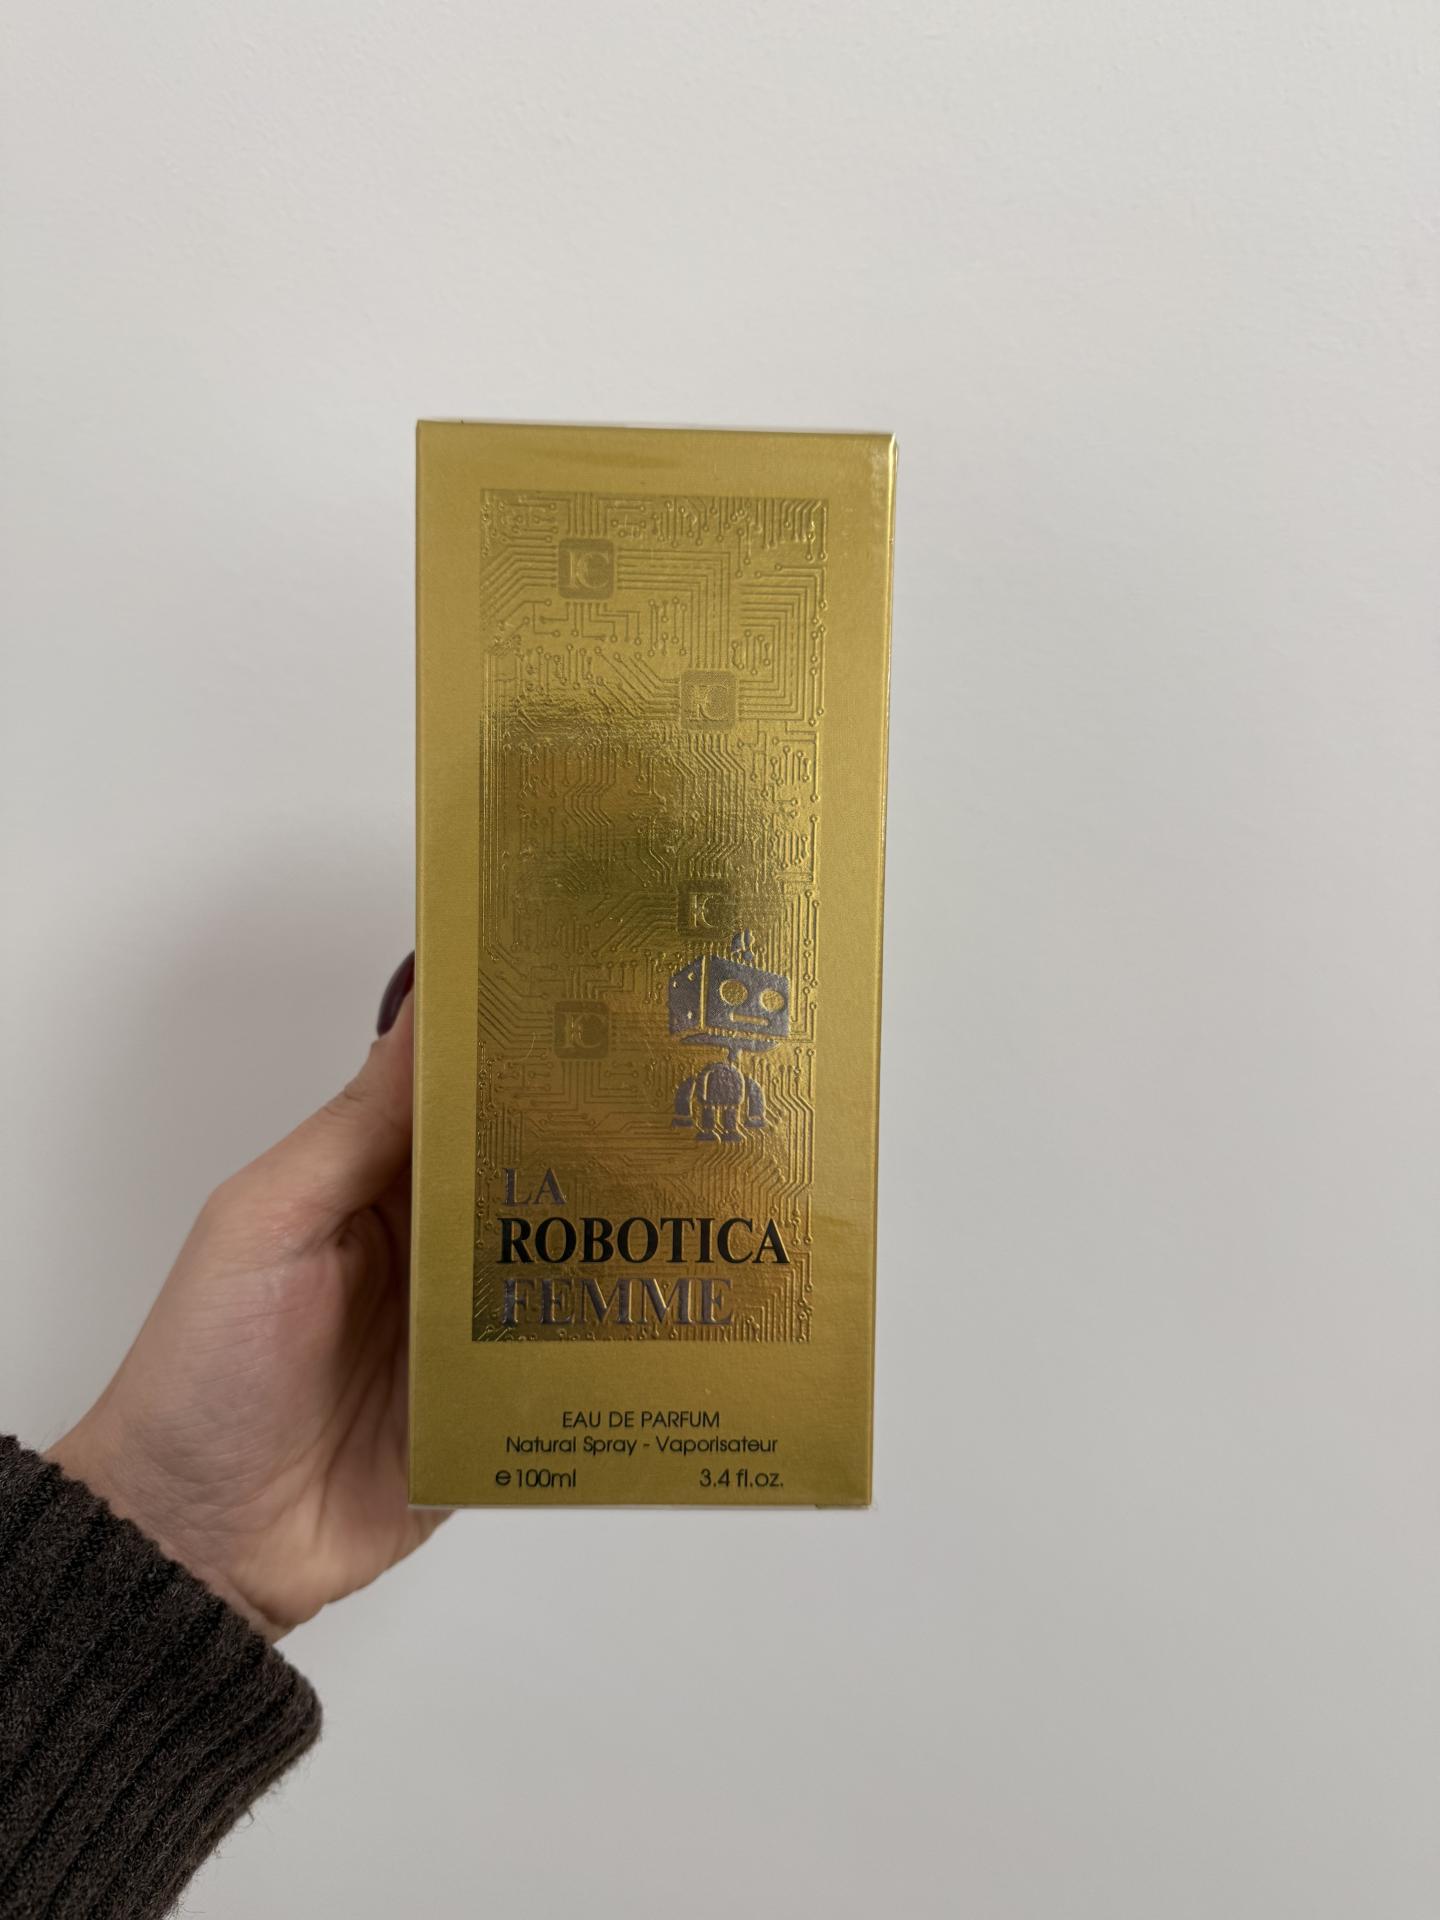 LA
ROBOTICA
FEMME
EAU DE PARFUM
Natural Spray - Vaporisateur
℮100ml 3.4 fl.oz.